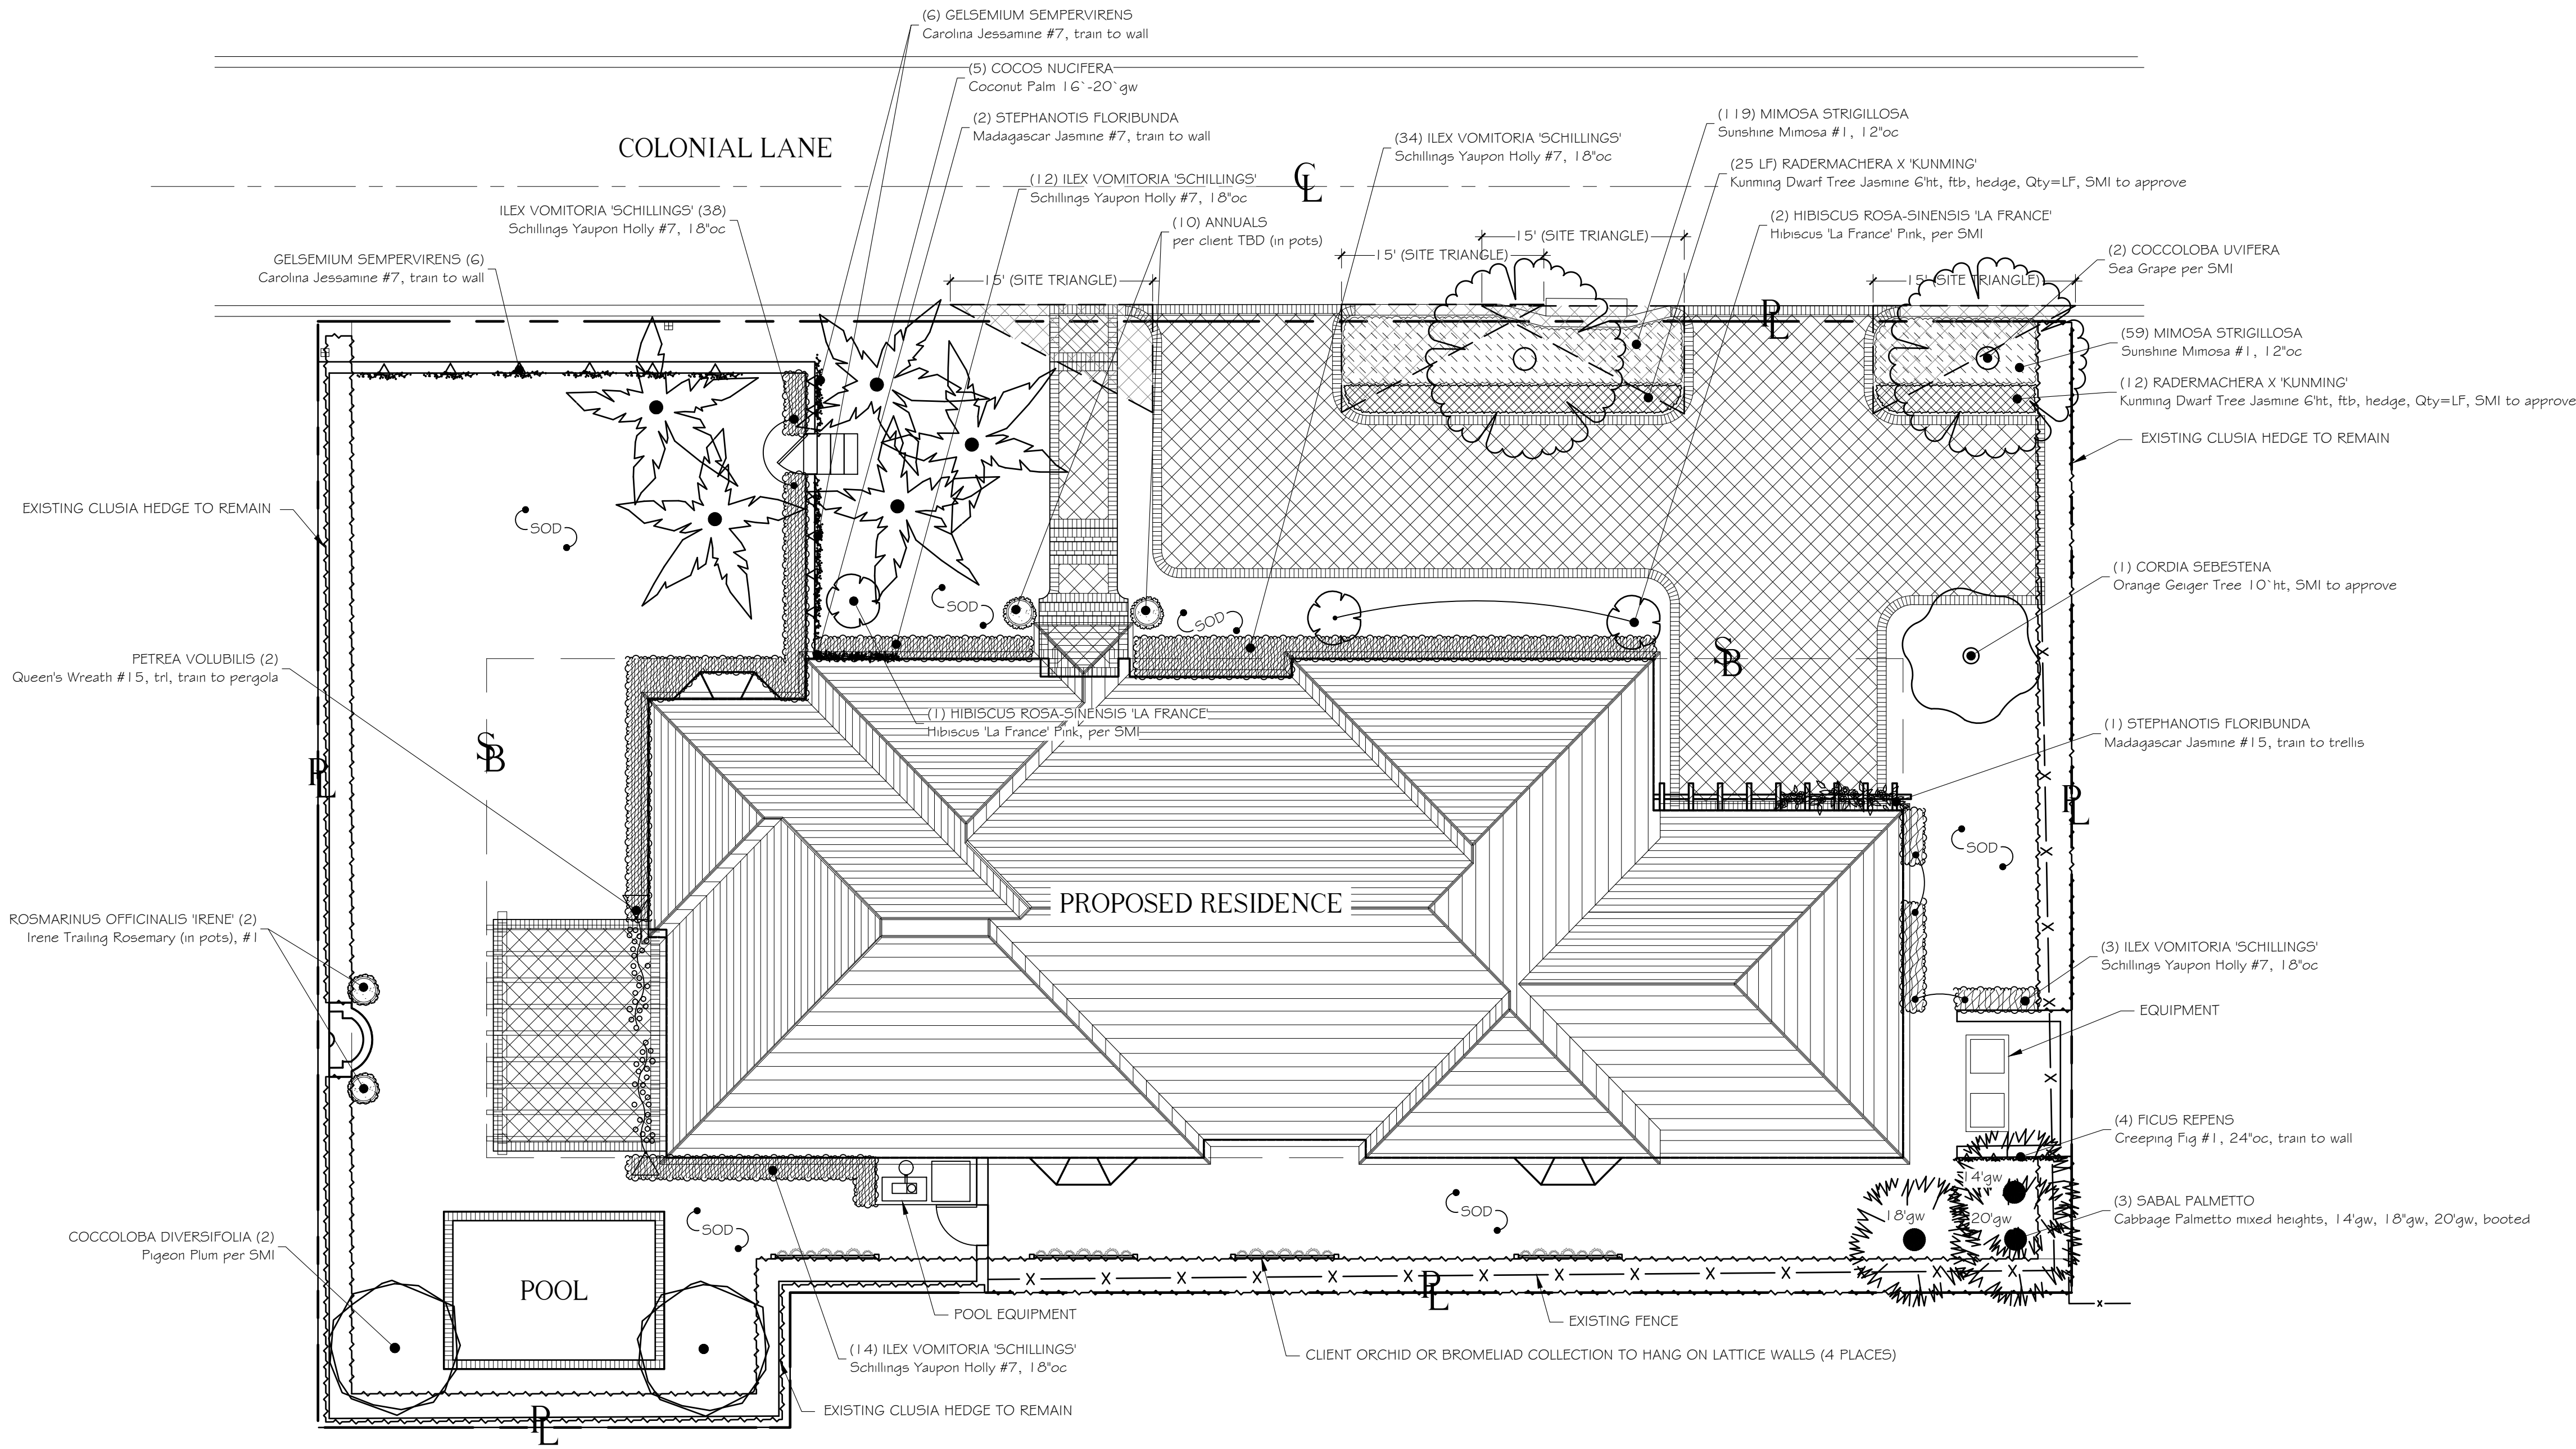 (6) GELSEMIUM SEMPERVIRENS
Carolina Jessamine #7, train to wall
(5) COCOS NUCIFERA
Coconut Palm 16`-20`gw
(2) STEPHANOTIS FLORIBUNDA
Madagascar Jasmine #7, train to wall
(119) MIMOSA STRIGILLOSA
Sunshine Mimosa #1, 12"oc
COLONIAL LANE
(34) ILEX VOMITORIA 'SCHILLINGS'
Schillings Yaupon Holly #7, 18"oc
(25 LF) RADERMACHERA X 'KUNMING'
Kunming Dwarf Tree Jasmine 6'ht, ftb, hedge, Qty=LF, SMI to approve
CL
(12) ILEX VOMITORIA 'SCHILLINGS'
Schillings Yaupon Holly #7, 18"oc
ILEX VOMITORIA 'SCHILLINGS' (38)
Schillings Yaupon Holly #7, 18"oc
(10) ANNUALS
per client TBD (in pots)
(2) HIBISCUS ROSA-SINENSIS 'LA FRANCE'
Hibiscus 'La France' Pink, per SMI
15' (SITE TRIANGLE)
15' (SITE TRIANGLE)
(2) COCCOLOBA UVIFERA
Sea Grape per SMI
GELSEMIUM SEMPERVIRENS (6)
Carolina Jessamine #7, train to wall
15' (SITE TRIANGLE)
15' (SITE TRIANGLE)
PL
(59) MIMOSA STRIGILLOSA
Sunshine Mimosa #1, 12"oc
(12) RADERMACHERA X 'KUNMING'
Kunming Dwarf Tree Jasmine 6'ht, ftb, hedge, Qty=LF, SMI to approve
EXISTING CLUSIA HEDGE TO REMAIN
EXISTING CLUSIA HEDGE TO REMAIN
SOD
(1) CORDIA SEBESTENA
Orange Geiger Tree 10`ht, SMI to approve
SOD
SOD
PETREA VOLUBILIS (2)
Queen's Wreath #15, trl, train to pergola
SB
(1) HIBISCUS ROSA-SINENSIS 'LA FRANCE'
Hibiscus 'La France' Pink, per SMI
(1) STEPHANOTIS FLORIBUNDA
Madagascar Jasmine #15, train to trellis
SB
PL
PL
SOD
PROPOSED RESIDENCE
ROSMARINUS OFFICINALIS 'IRENE' (2)
Irene Trailing Rosemary (in pots), #1
(3) ILEX VOMITORIA 'SCHILLINGS'
Schillings Yaupon Holly #7, 18"oc
EQUIPMENT
(4) FICUS REPENS
Creeping Fig #1, 24"oc, train to wall
14'gw
18'gw
20'gw
(3) SABAL PALMETTO
Cabbage Palmetto mixed heights, 14'gw, 18"gw, 20'gw, booted
SOD
SOD
COCCOLOBA DIVERSIFOLIA (2)
Pigeon Plum per SMI
POOL
PL
POOL EQUIPMENT
EXISTING FENCE
(14) ILEX VOMITORIA 'SCHILLINGS'
Schillings Yaupon Holly #7, 18"oc
CLIENT ORCHID OR BROMELIAD COLLECTION TO HANG ON LATTICE WALLS (4 PLACES)
EXISTING CLUSIA HEDGE TO REMAIN
PL